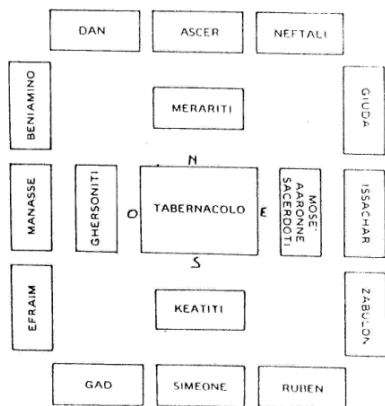 DAN
ASCER
NEFTALI
BENIAMINO
MERARITI
GIUDA
N
MANASSE
GHERSONITI
O
TABERNACOLO
E
MOSE'
AARONNE
SACERDOTI
ISSACHAR
S
EFRAIM
KEATITI
ZABULON
GAD
SIMEONE
RUBEN